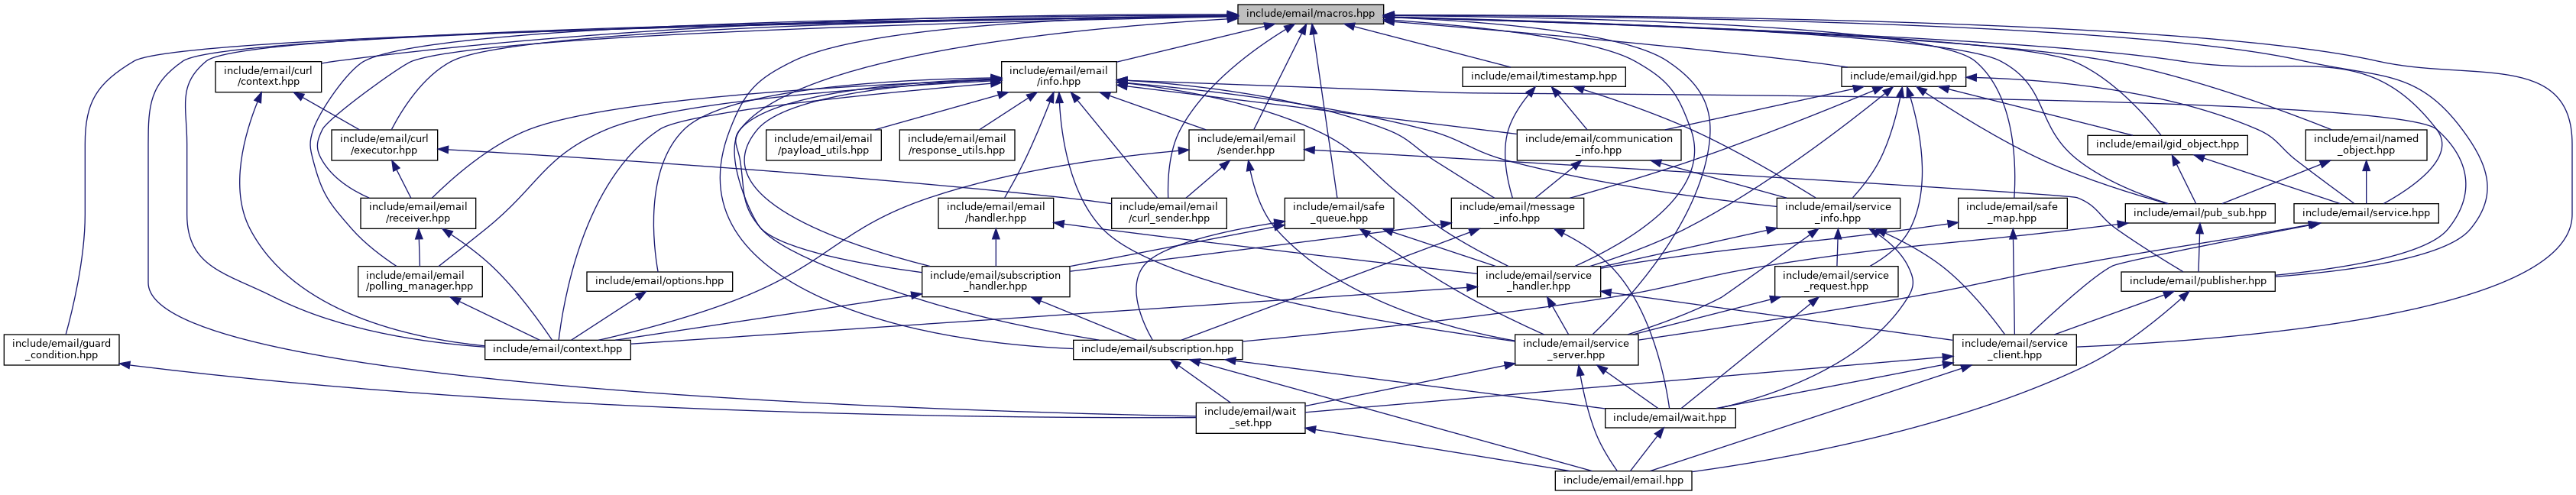 include/email/macros.hpp
include/email/curl
/context.hpp
include/email/email
/info.hpp
include/email/timestamp.hpp
include/email/gid.hpp
include/email/curl
/executor.hpp
include/email/email
/payload_utils.hpp
include/email/email
/response_utils.hpp
include/email/email
/sender.hpp
include/email/communication
_info.hpp
include/email/gid_object.hpp
include/email/named
_object.hpp
include/email/email
/receiver.hpp
include/email/email
/handler.hpp
include/email/email
/curl_sender.hpp
include/email/safe
_queue.hpp
include/email/message
_info.hpp
include/email/service
_info.hpp
include/email/safe
_map.hpp
include/email/pub_sub.hpp
include/email/service.hpp
include/email/email
/polling_manager.hpp
include/email/options.hpp
include/email/subscription
_handler.hpp
include/email/service
_handler.hpp
include/email/service
_request.hpp
include/email/publisher.hpp
include/email/guard
_condition.hpp
include/email/context.hpp
include/email/subscription.hpp
include/email/service
_server.hpp
include/email/service
_client.hpp
include/email/wait
_set.hpp
include/email/wait.hpp
include/email/email.hpp